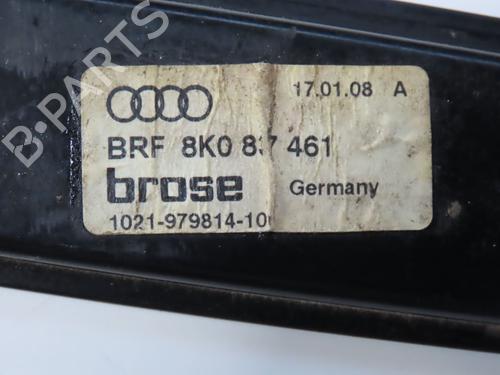 17.01.08 A
BRF 8K0 837 461
brose Germany
1021-979814-10
B-PARTS